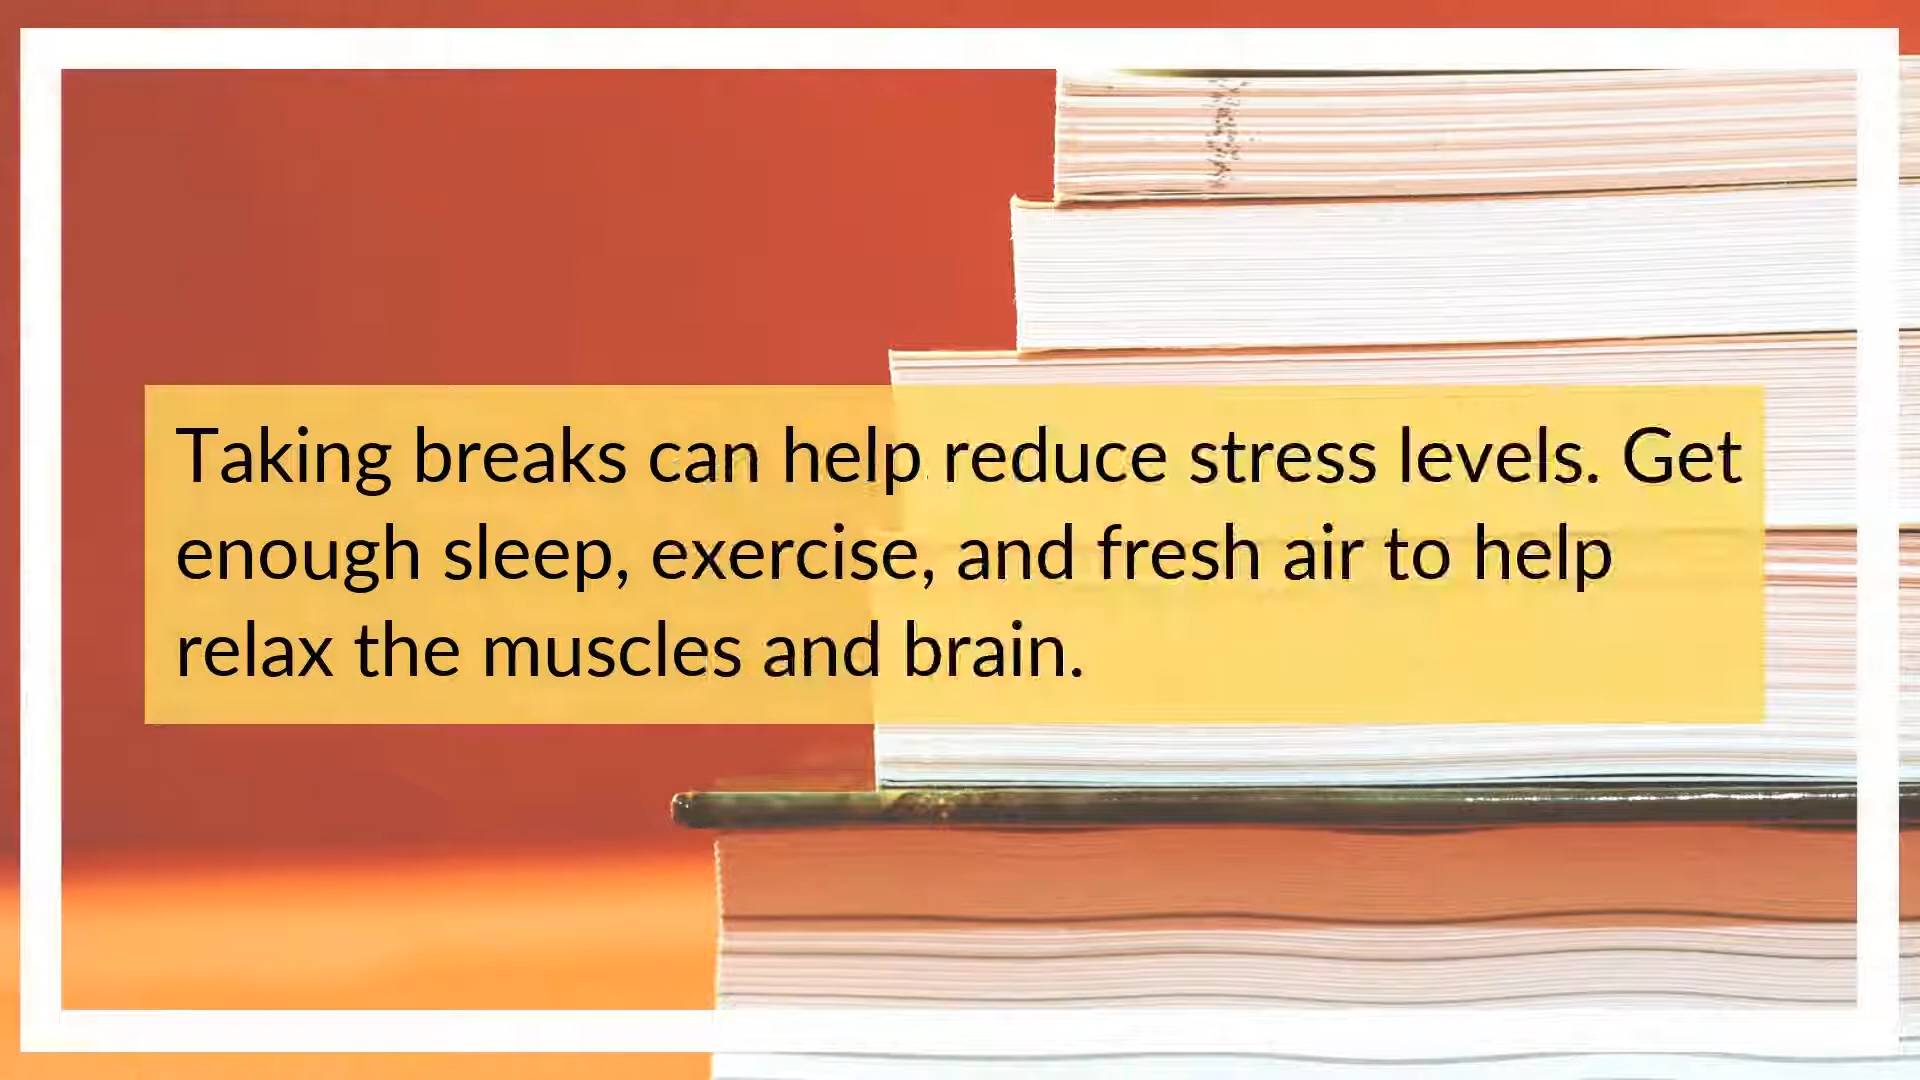 Taking breaks can help reduce stress levels. Get
enough sleep, exercise, and fresh air to help
relax the muscles and brain.